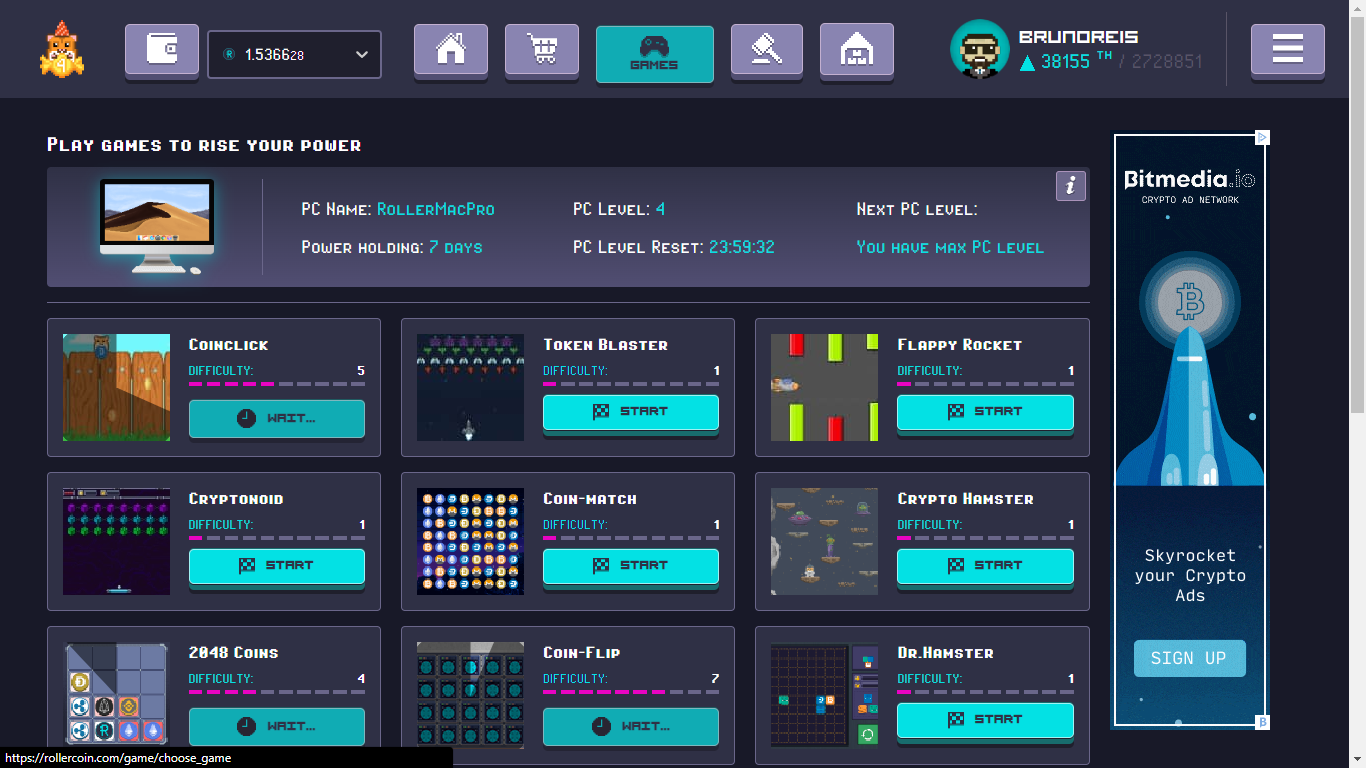 1.536628
GAMES
BRUNOREIS
38155 TH / 2728851
Play games to rise your power
PC Name: RollerMacPro
PC Level: 4
Next PC level:
Power holding: 7 days
PC Level Reset: 23:59:32
You have max PC level
Coinclick
DIFFICULTY: 5
WAIT...
Token Blaster
DIFFICULTY: 1
START
Flappy Rocket
DIFFICULTY: 1
START
Cryptonoid
DIFFICULTY: 1
START
Coin-match
DIFFICULTY: 1
START
Crypto Hamster
DIFFICULTY: 1
START
2048 Coins
DIFFICULTY: 4
WAIT...
Coin-Flip
DIFFICULTY: 7
WAIT...
Dr.Hamster
DIFFICULTY: 1
START
Bitmedia.io
CRYPTO AD NETWORK
Skyrocket
your Crypto
Ads
SIGN UP
https://rollercoin.com/game/choose_game